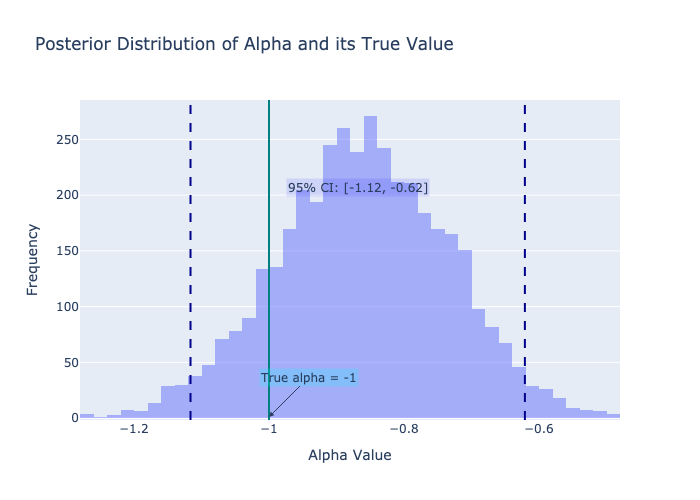 Posterior Distribution of Alpha and its True Value
250
200
150
100
50
0
Frequency
95% CI: [-1.12, -0.62]
True alpha = -1
−1.2
−1
−0.8
−0.6
Alpha Value